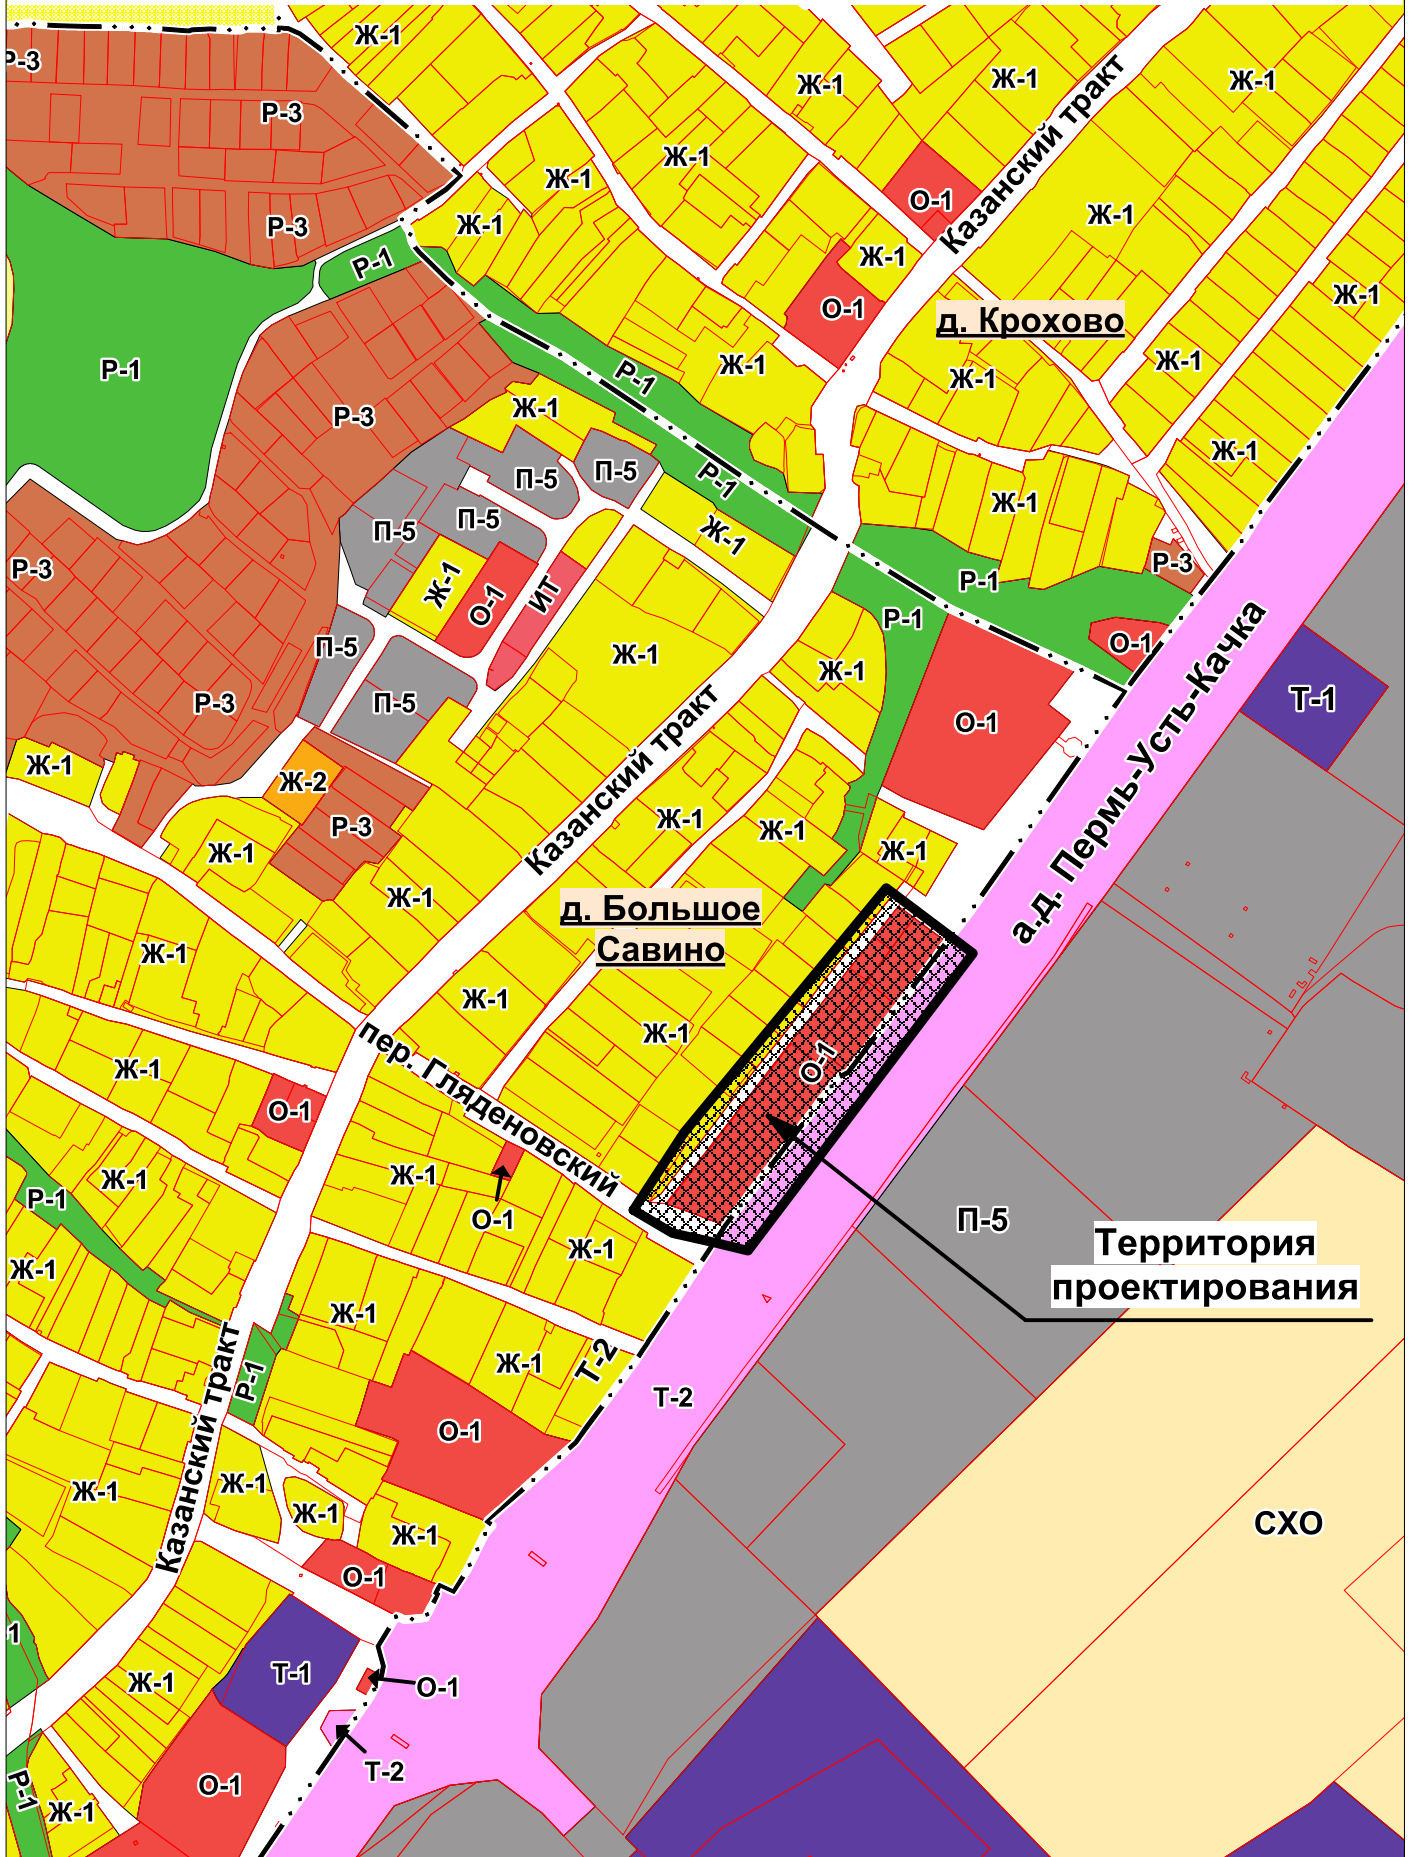 Ж-1
Р-3
Ж-1
Ж-1
Ж-1
Р-3
Ж-1
Казанский тракт
Ж-1
О-1
Ж-1
Р-3
Ж-1
Ж-1
Р-1
Ж-1
О-1
д. Крохово
Р-1
Ж-1
Ж-1
Р-1
Ж-1
Р-3
Ж-1
Ж-1
П-5
П-5
Р-1
Ж-1
П-5
П-5
Ж-1
Р-3
Р-3
Ж-1
О-1
ИТ
Р-1
Р-1
П-5
Ж-1
Ж-1
О-1
Р-3
П-5
О-1
Т-1
а.д. Пермь-Усть-Качка
Ж-1
Ж-2
Казанский тракт
Р-3
Ж-1
Ж-1
Ж-1
Ж-1
Ж-1
д. Большое
Савино
Ж-1
Ж-1
Ж-1
пер. Гляденовский
О-1
Ж-1
О-1
Ж-1
Ж-1
Р-1
О-1
П-5
Территория
проектирования
Ж-1
Ж-1
Ж-1
Ж-1
Т-2
Р-1
Т-2
Казанский тракт
О-1
Ж-1
Ж-1
Ж-1
Ж-1
СХО
О-1
Т-1
Ж-1
О-1
Т-2
О-1
Р-1
Ж-1